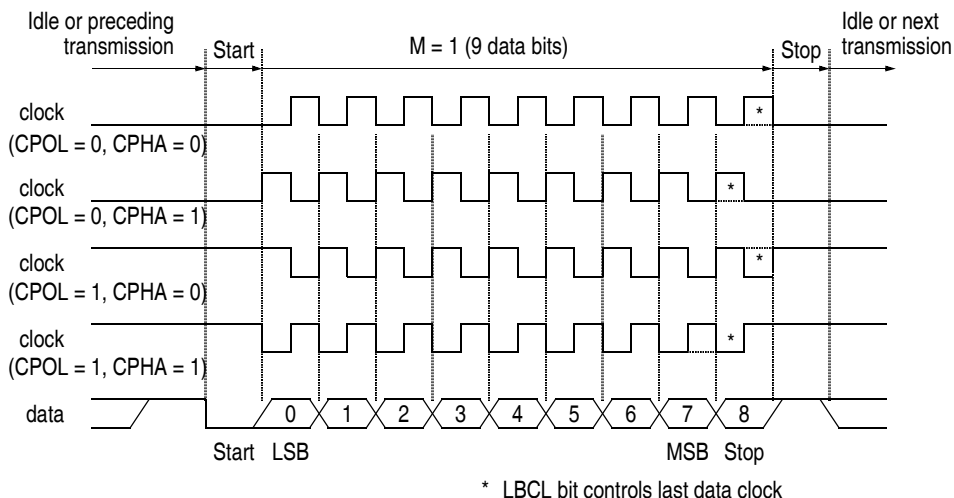 Idle or preceding transmission
Start
M = 1 (9 data bits)
Stop
Idle or next transmission
clock
(CPOL = 0, CPHA = 0)
*
clock
(CPOL = 0, CPHA = 1)
*
clock
(CPOL = 1, CPHA = 0)
*
clock
(CPOL = 1, CPHA = 1)
*
data 0 1 2 3 4 5 6 7 8
Start LSB MSB Stop
* LBCL bit controls last data clock